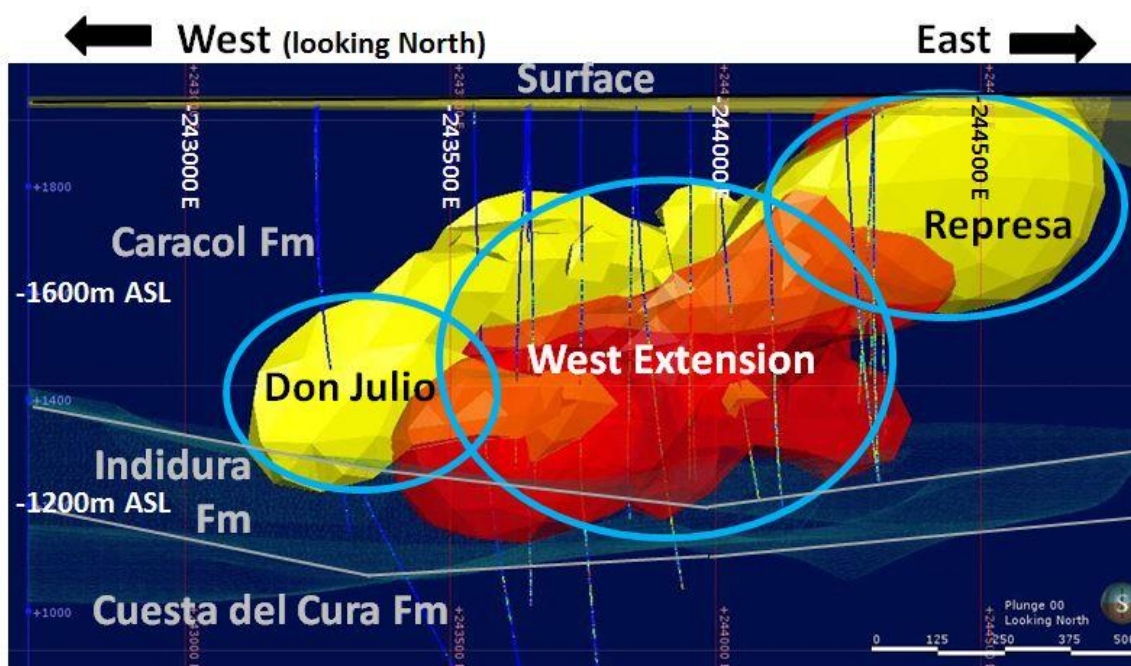 West (looking North)
East
Surface
-243000 E
-243500 E
-244000 E
-244500 E
+1800
Represa
Caracol Fm
-1600m ASL
West Extension
Don Julio
+1400
Indidura
Fm
-1200m ASL
+1000
Cuesta del Cura Fm
+243000 E
+243500 E
Plunge 00
Looking North
S
0 125 250 375 500